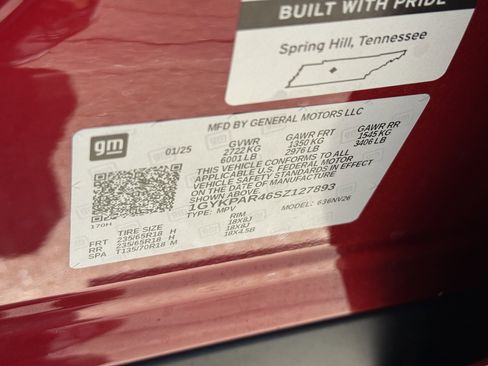 BUILT WITH PRIDE
Spring Hill, Tennessee
MFD BY GENERAL MOTORS LLC
gm
01/25
GVWR GAWR FRT GAWR RR
2722 KG 1350 KG 1545 KG
6001 LB 2976 LB 3406 LB
THIS VEHICLE CONFORMS TO ALL
APPLICABLE U.S. FEDERAL MOTOR
VEHICLE SAFETY STANDARDS IN EFFECT
ON THE DATE OF MANUFACTURE
SHOWN ABOVE
1GYKPAR46SZ127893
TYPE: MPV MODEL: 636NV26
170H
TIRE SIZE RIM
FRT 235/65R18 H 18X8J
RR 235/65R18 H 18X8J
SPA T135/70R18 M 18X4.5B